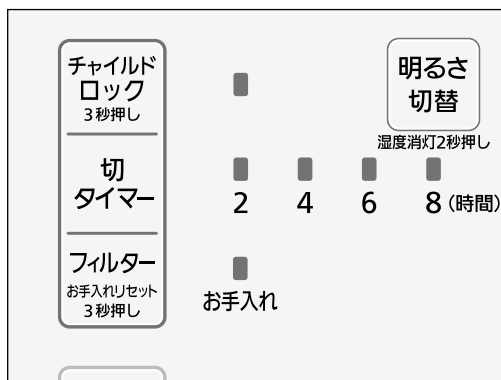 チャイルド
ロック
3秒押し
明るさ
切替
湿度消灯2秒押し
切
タイマー
2 4 6 8 (時間)
フィルター
お手入れリセット
3秒押し
お手入れ